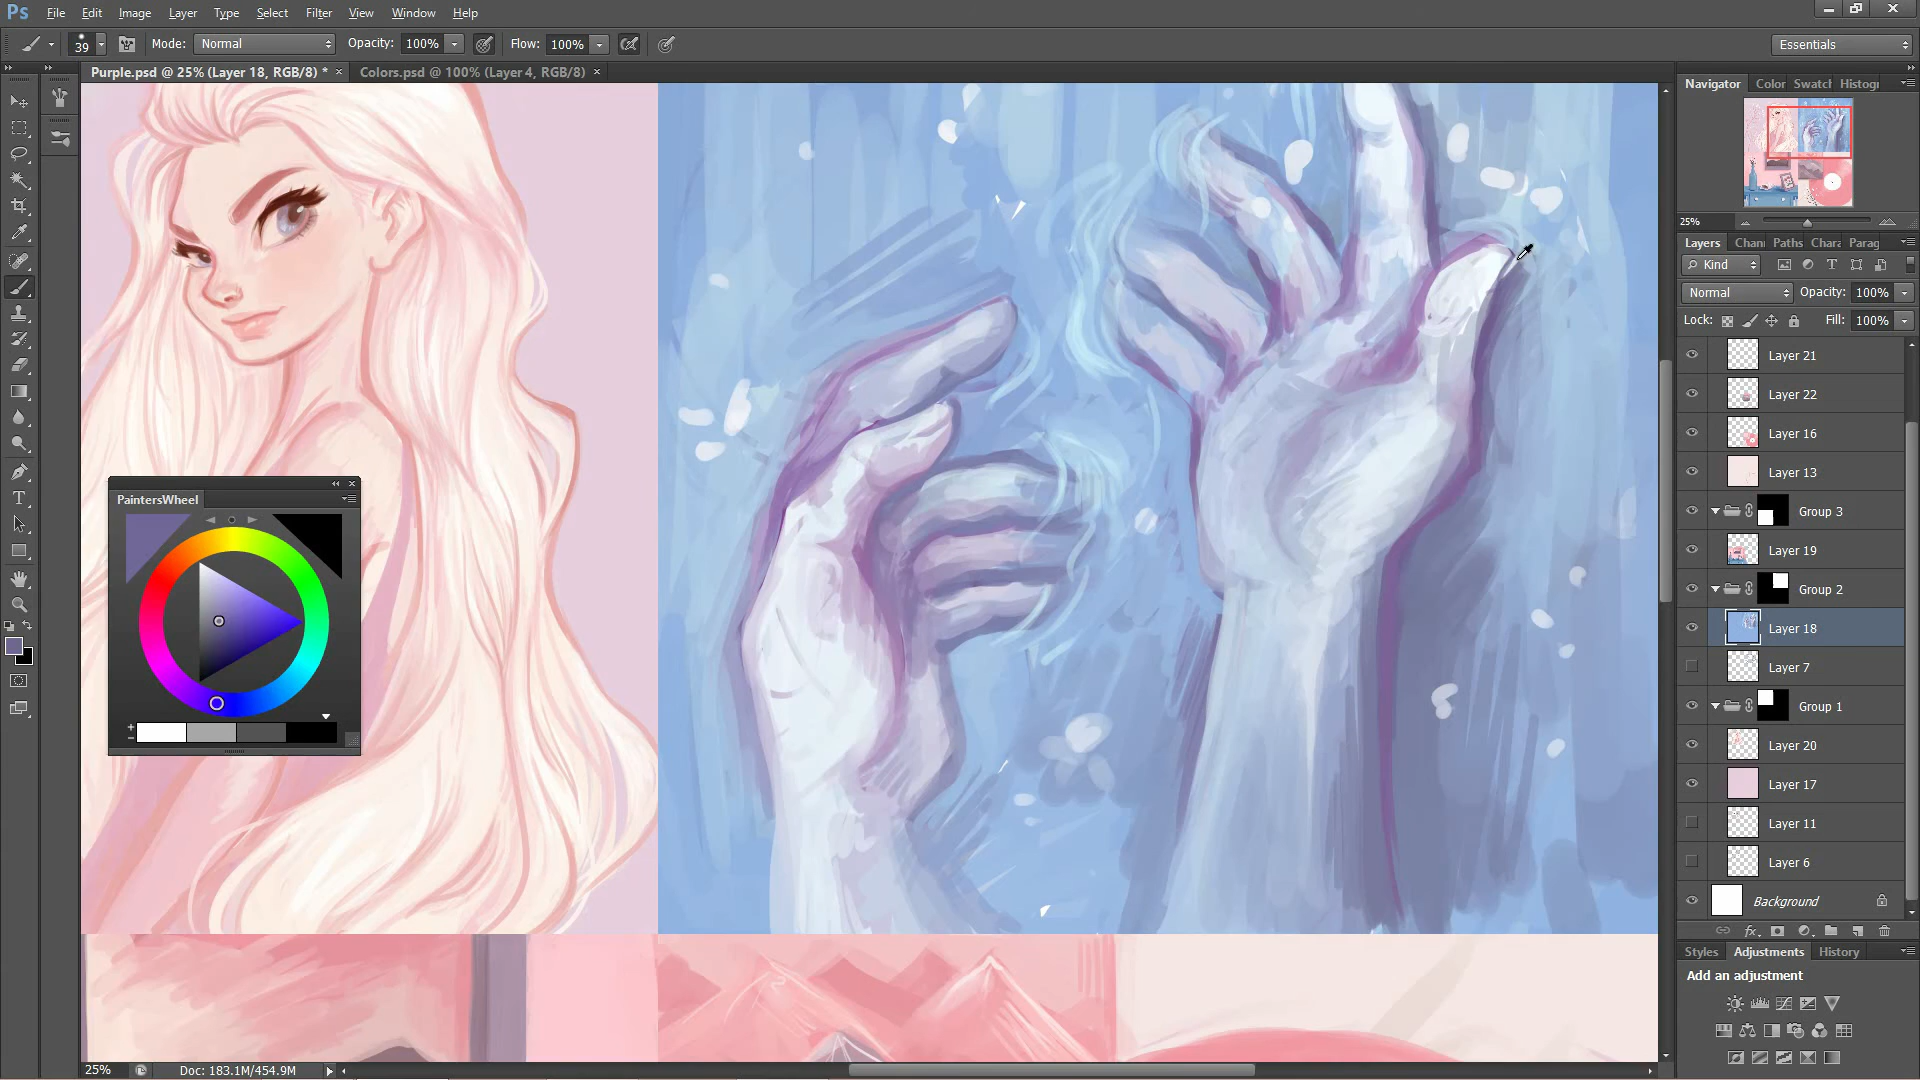 Ps File Edit Image Layer Type Select Filter View Window Help
39 Mode: Normal Opacity: 100% Flow: 100% Essentials
Purple.psd @ 25% (Layer 18, RGB/8) * × Colors.psd @ 100% (Layer 4, RGB/8) ×
Navigator Color Swatch Histogr
25%
Layers Chan Paths Chara Parag
Kind
Normal Opacity: 100%
Lock: Fill: 100%
Layer 21
Layer 22
Layer 16
Layer 13
Group 3
Layer 19
Group 2
Layer 18
Layer 7
Group 1
Layer 20
Layer 17
Layer 11
Layer 6
Background
fx
Styles Adjustments History
Add an adjustment
PaintersWheel
T
25% Doc: 183.1M/454.9M